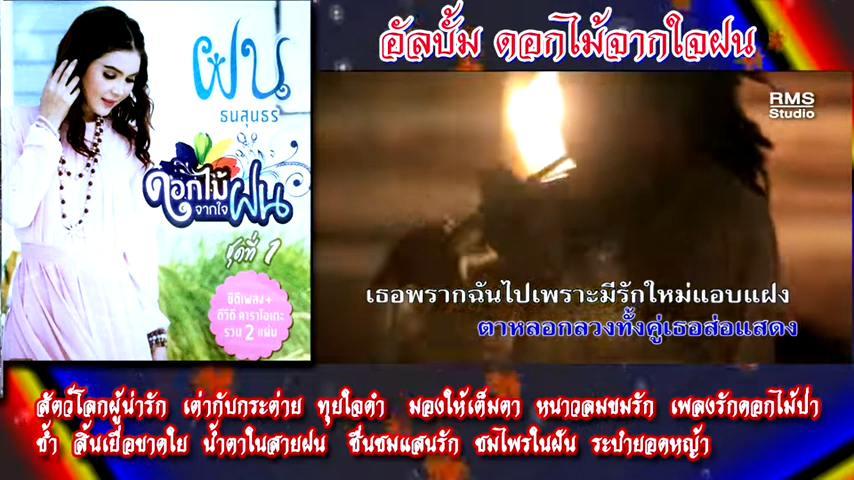 อัลบั้ม ดอกไม้จากใจฝน
ฝน
ธนสุนธร
ดอกไม้
จากใจ ฝน
ชุดที่ 1
ซีดีเพลง+
ดีวีดี คาราโอเกะ
รวม 2 แผ่น
RMS
Studio
เธอพรากฉันไปเพราะมีรักใหม่แอบแฝง
ตาหลอกลวงทั้งคู่เธอส่อแสดง
สัตว์โลกผู้น่ารัก เต่ากับกระต่าย ทุยใจดำ มองให้เต็มตา หนาวลมชมรัก เพลงรักดอกไม้ป่า
ช้ำ สิ้นเยื่อขาดใย น้ำตาในสายฝน ชื่นชมแสนรัก ชมไพรในฝัน ระบำยอดหญ้า